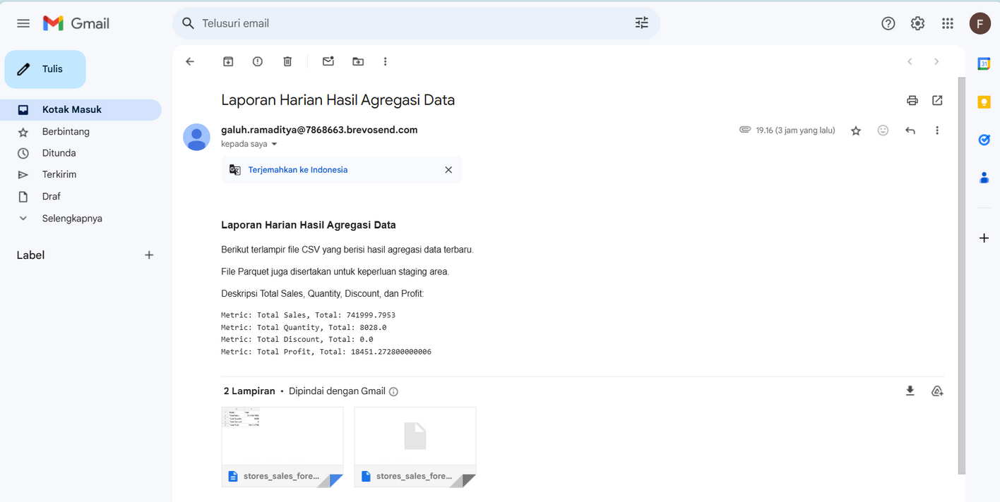 Gmail
Telusuri email
F
Tulis
31
Laporan Harian Hasil Agregasi Data
Kotak Masuk
galuh.ramaditya@7868663.brevosend.com
19.16 (3 jam yang lalu)
Berbintang
kepada saya
Ditunda
Terjemahkan ke Indonesia
Terkirim
Draf
Selengkapnya
Laporan Harian Hasil Agregasi Data
Label
Berikut terlampir file CSV yang berisi hasil agregasi data terbaru.
File Parquet juga disertakan untuk keperluan staging area.
Deskripsi Total Sales, Quantity, Discount, dan Profit:
Metric: Total Sales, Total: 741999.7953
Metric: Total Quantity, Total: 8028.0
Metric: Total Discount, Total: 0.0
Metric: Total Profit, Total: 18451.272800000006
2 Lampiran • Dipindai dengan Gmail
stores_sales_fore...
stores_sales_fore...